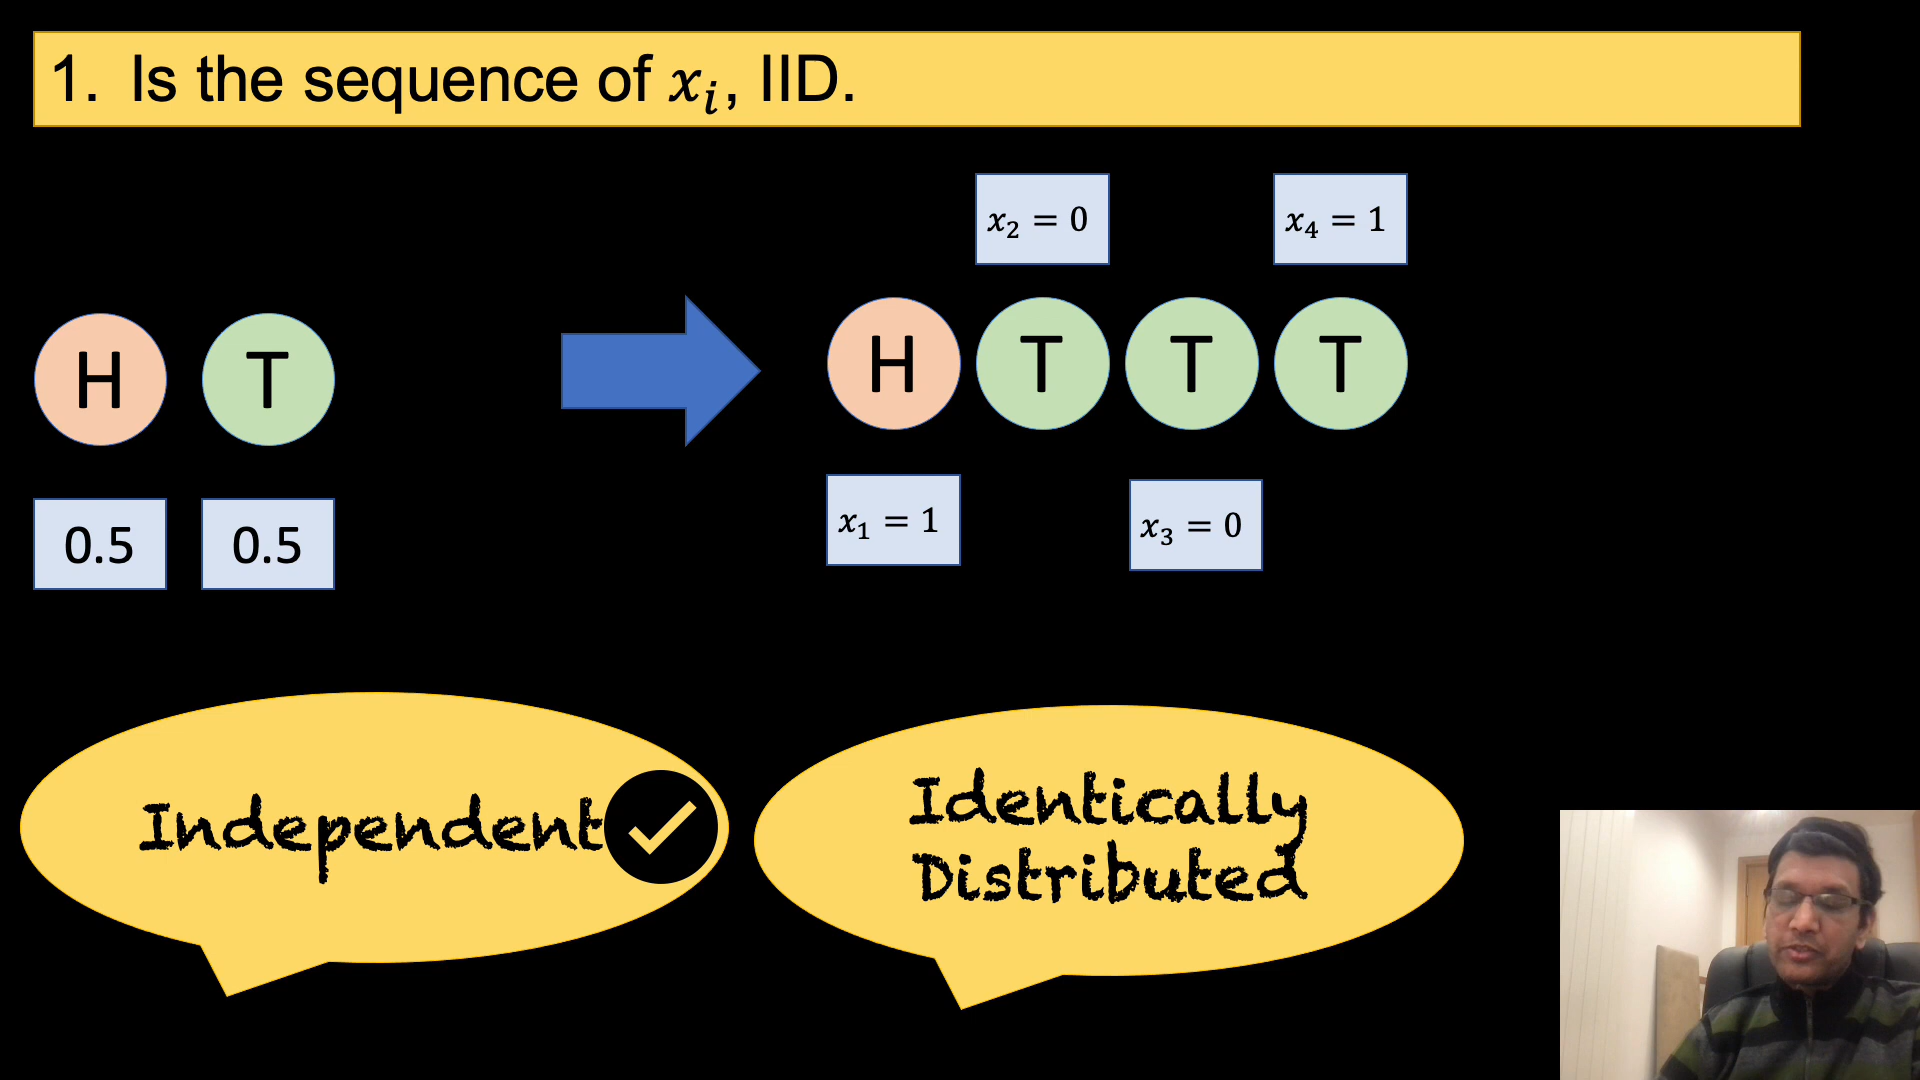 1. Is the sequence of 𝑥ᵢ, IID.
𝑥₂ = 0
𝑥₄ = 1
H T
H T T T
0.5 0.5
𝑥₁ = 1
𝑥₃ = 0
Independent
Identically
Distributed